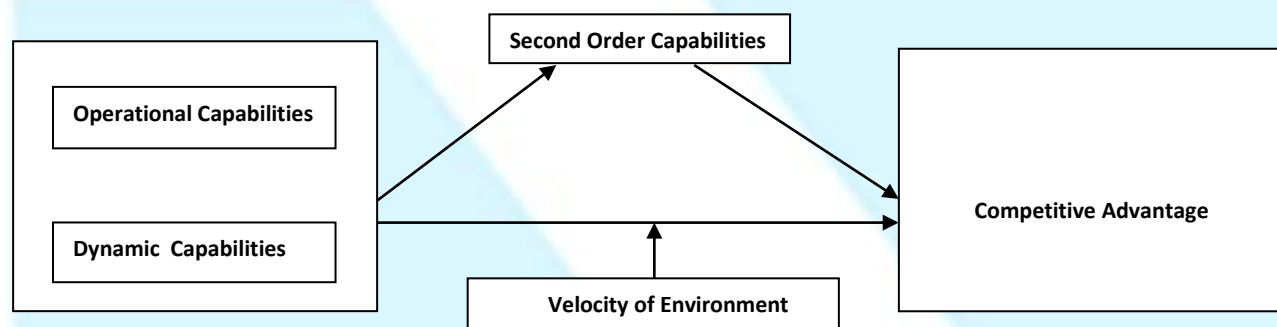 Second Order Capabilities
Operational Capabilities
Dynamic Capabilities
Competitive Advantage
Velocity of Environment